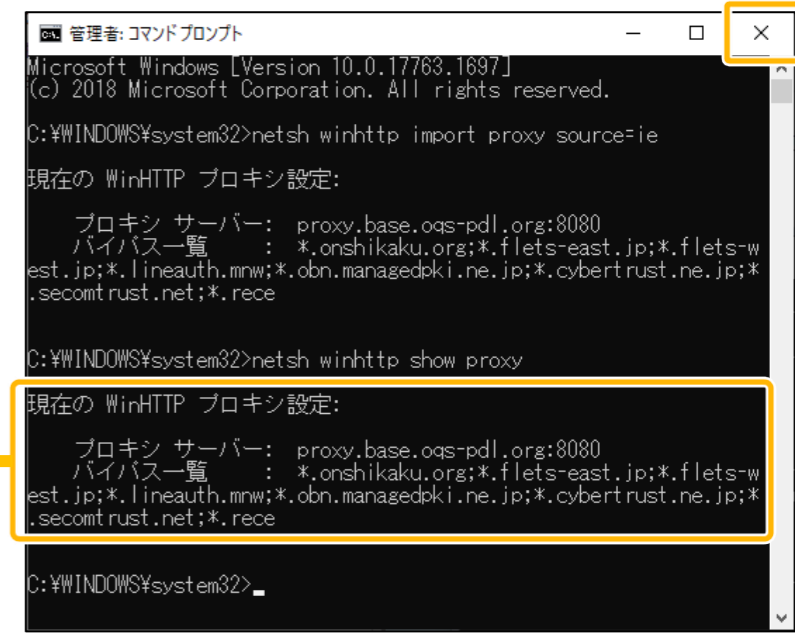 管理者: コマンド プロンプト
Microsoft Windows [Version 10.0.17763.1697]
(c) 2018 Microsoft Corporation. All rights reserved.
C:¥WINDOWS¥system32>netsh winhttp import proxy source=ie
現在の WinHTTP プロキシ設定:
プロキシ サーバー: proxy.base.oqs-pdl.org:8080
バイパス一覧 : *.onshikaku.org;*.flets-east.jp;*.flets-w
est.jp;*.lineauth.mnw;*.obn.managedpki.ne.jp;*.cybertrust.ne.jp;*
.secomtrust.net;*.rece
C:¥WINDOWS¥system32>netsh winhttp show proxy
現在の WinHTTP プロキシ設定:
プロキシ サーバー: proxy.base.oqs-pdl.org:8080
バイパス一覧 : *.onshikaku.org;*.flets-east.jp;*.flets-w
est.jp;*.lineauth.mnw;*.obn.managedpki.ne.jp;*.cybertrust.ne.jp;*
.secomtrust.net;*.rece
C:¥WINDOWS¥system32>